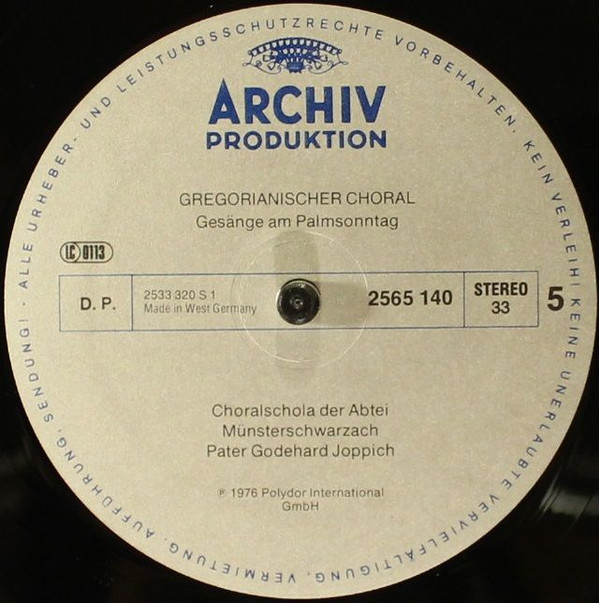 ALLE URHEBER- UND LEISTUNGSSCHUTZRECHTE VORBEHALTEN. KEIN VERLEIH! KEINE UNERLAUBTE VERVIELFÄLTIGUNG, VERMIETUNG, AUFFÜHRUNG, SENDUNG! ·
ARCHIV
PRODUKTION
GREGORIANISCHER CHORAL
Gesänge am Palmsonntag
LC 0113
D. P.
2533 320 S 1
Made in West Germany
2565 140
STEREO
33
5
Choralschola der Abtei
Münsterschwarzach
Pater Godehard Joppich
℗ 1976 Polydor International
GmbH